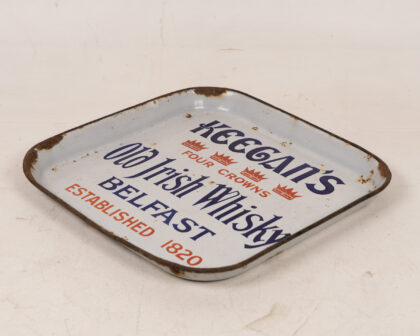 KEEGAN'S
FOUR CROWNS
Old Irish Whisky
BELFAST
ESTABLISHED 1820